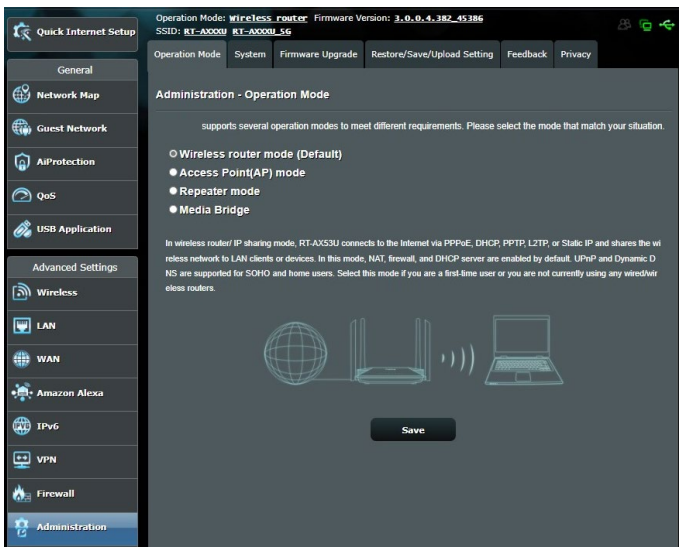 Quick Internet Setup
Operation Mode: Wireless router Firmware Version: 3.0.0.4.382_45386
SSID: RT-AXXXU RT-AXXXU_5G
Operation Mode System Firmware Upgrade Restore/Save/Upload Setting Feedback Privacy
General
Network Map
Guest Network
AiProtection
QoS
USB Application
Advanced Settings
Wireless
LAN
WAN
Amazon Alexa
IPv6
VPN
Firewall
Administration
Administration - Operation Mode
supports several operation modes to meet different requirements. Please select the mode that match your situation.
Wireless router mode (Default)
Access Point(AP) mode
Repeater mode
Media Bridge
In wireless router/ IP sharing mode, RT-AX53U connects to the Internet via PPPoE, DHCP, PPTP, L2TP, or Static IP and shares the wi
reless network to LAN clients or devices. In this mode, NAT, firewall, and DHCP server are enabled by default. UPnP and Dynamic D
NS are supported for SOHO and home users. Select this mode if you are a first-time user or you are not currently using any wired/wir
eless routers.
Save